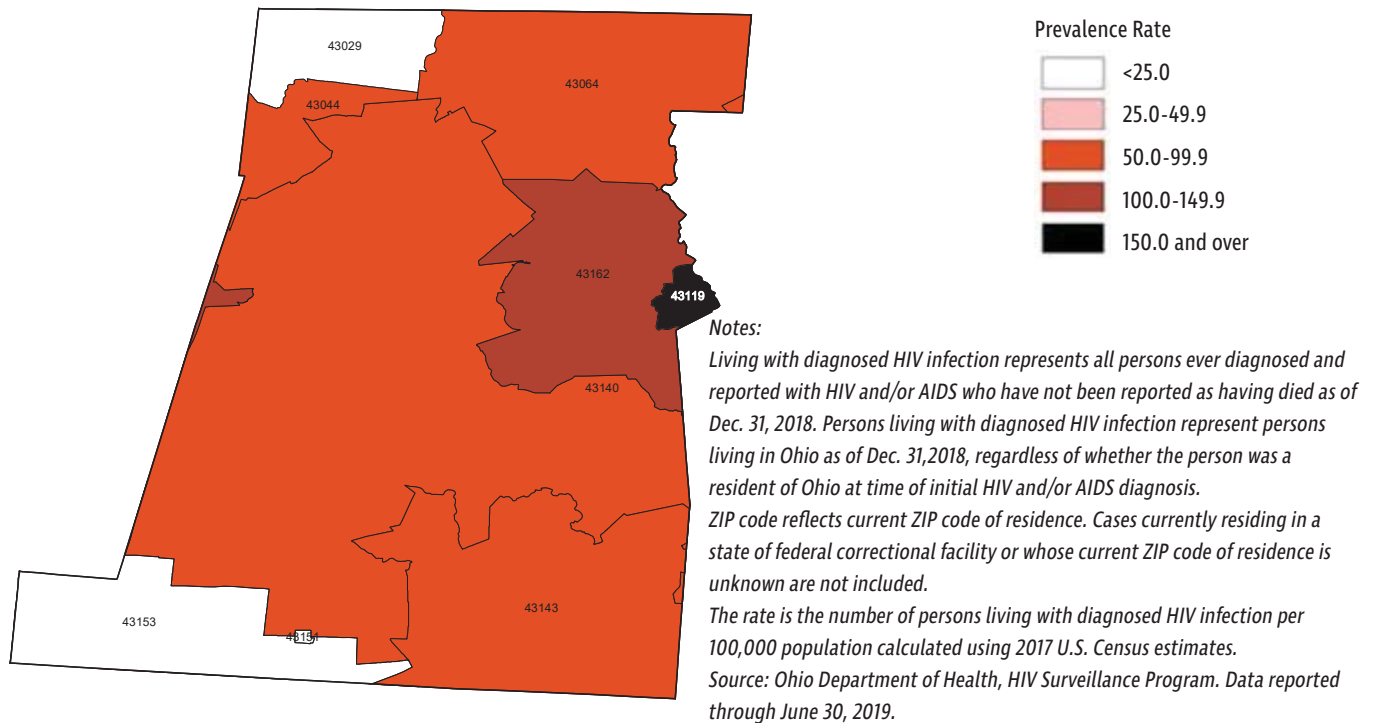 43029
43064
43044
43162
43119
43140
43143
43153
43151
Prevalence Rate
<25.0
25.0-49.9
50.0-99.9
100.0-149.9
150.0 and over
Notes:
Living with diagnosed HIV infection represents all persons ever diagnosed and
reported with HIV and/or AIDS who have not been reported as having died as of
Dec. 31, 2018. Persons living with diagnosed HIV infection represent persons
living in Ohio as of Dec. 31,2018, regardless of whether the person was a
resident of Ohio at time of initial HIV and/or AIDS diagnosis.
ZIP code reflects current ZIP code of residence. Cases currently residing in a
state of federal correctional facility or whose current ZIP code of residence is
unknown are not included.
The rate is the number of persons living with diagnosed HIV infection per
100,000 population calculated using 2017 U.S. Census estimates.
Source: Ohio Department of Health, HIV Surveillance Program. Data reported
through June 30, 2019.